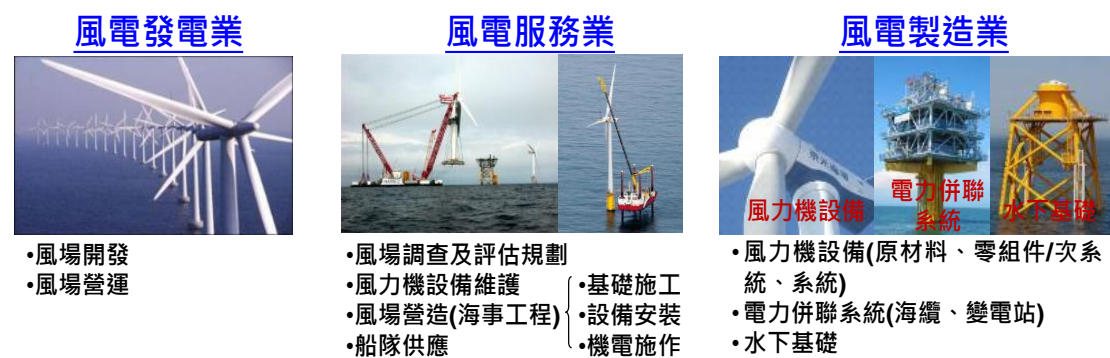 風電發電業
•風場開發
•風場營運
風電服務業
•風場調查及評估規劃
•風力機設備維護
•風場營造(海事工程)
•船隊供應
•基礎施工
•設備安裝
•機電施作
風電製造業
風力機設備
電力併聯
系統
水下基礎
•風力機設備(原材料、零組件/次系
統、系統)
•電力併聯系統(海纜、變電站)
•水下基礎